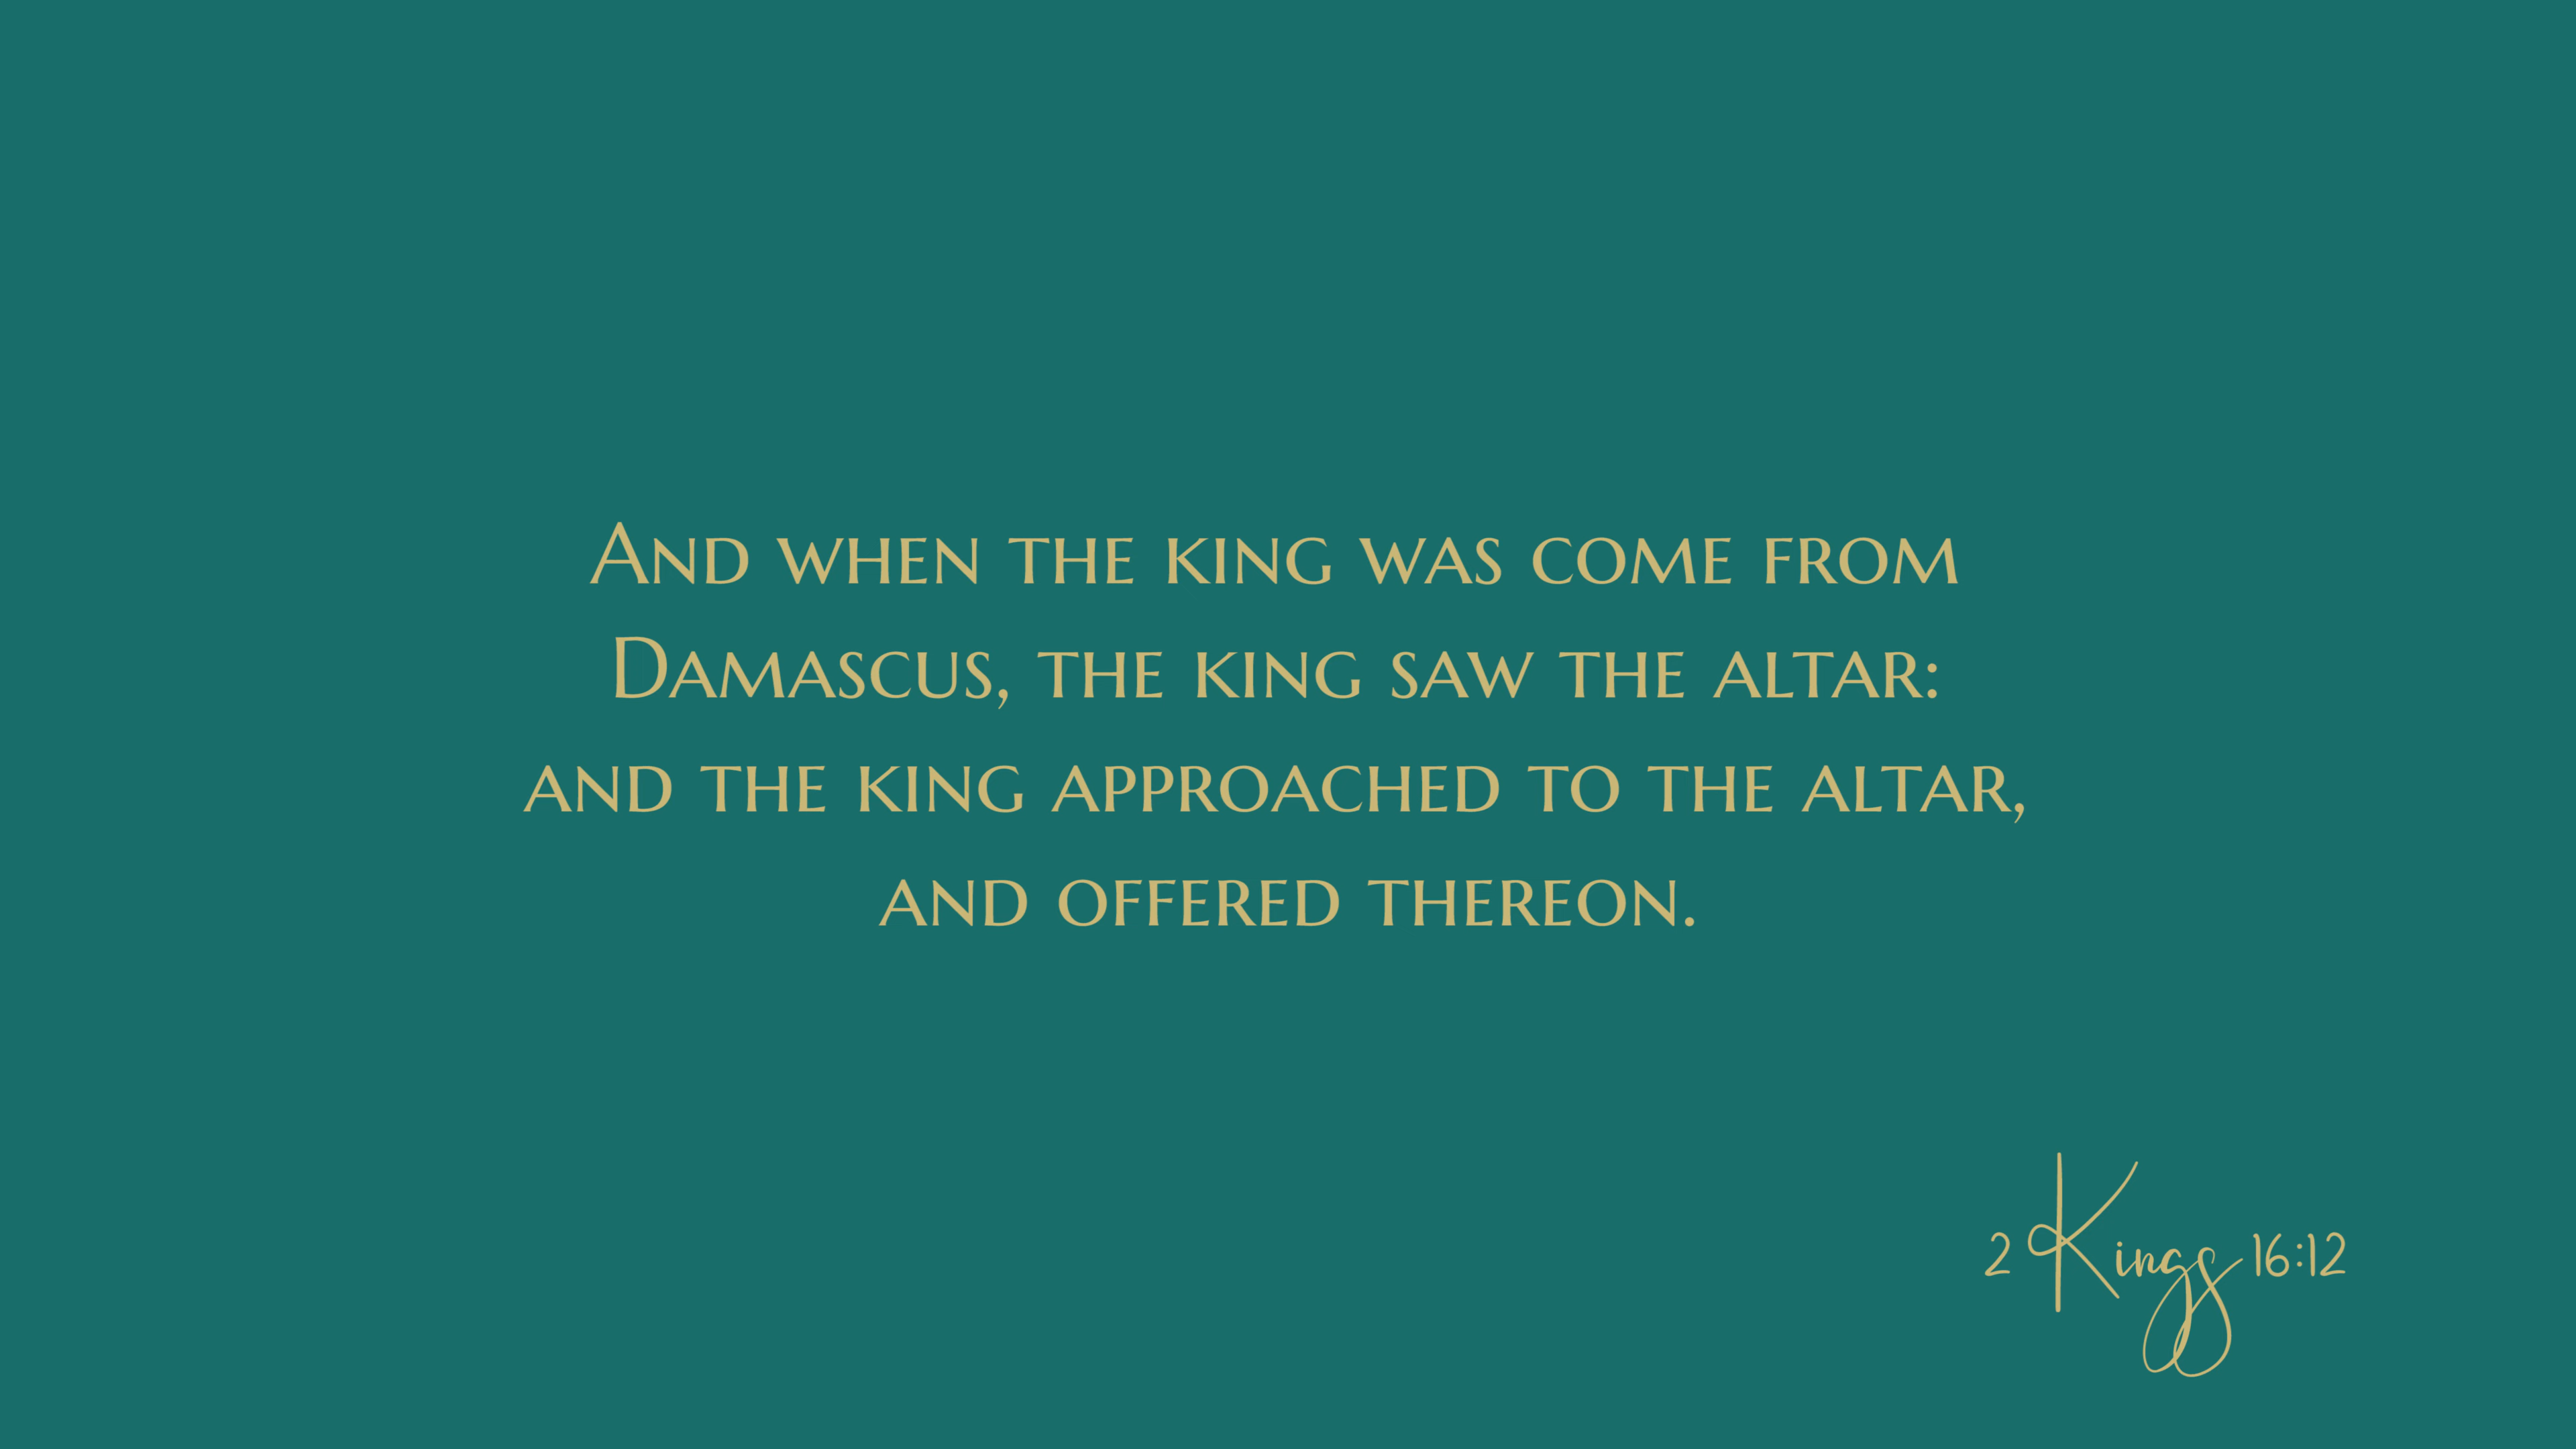 And when the king was come from
Damascus, the king saw the altar:
and the king approached to the altar,
and offered thereon.
2 Kings 16:12